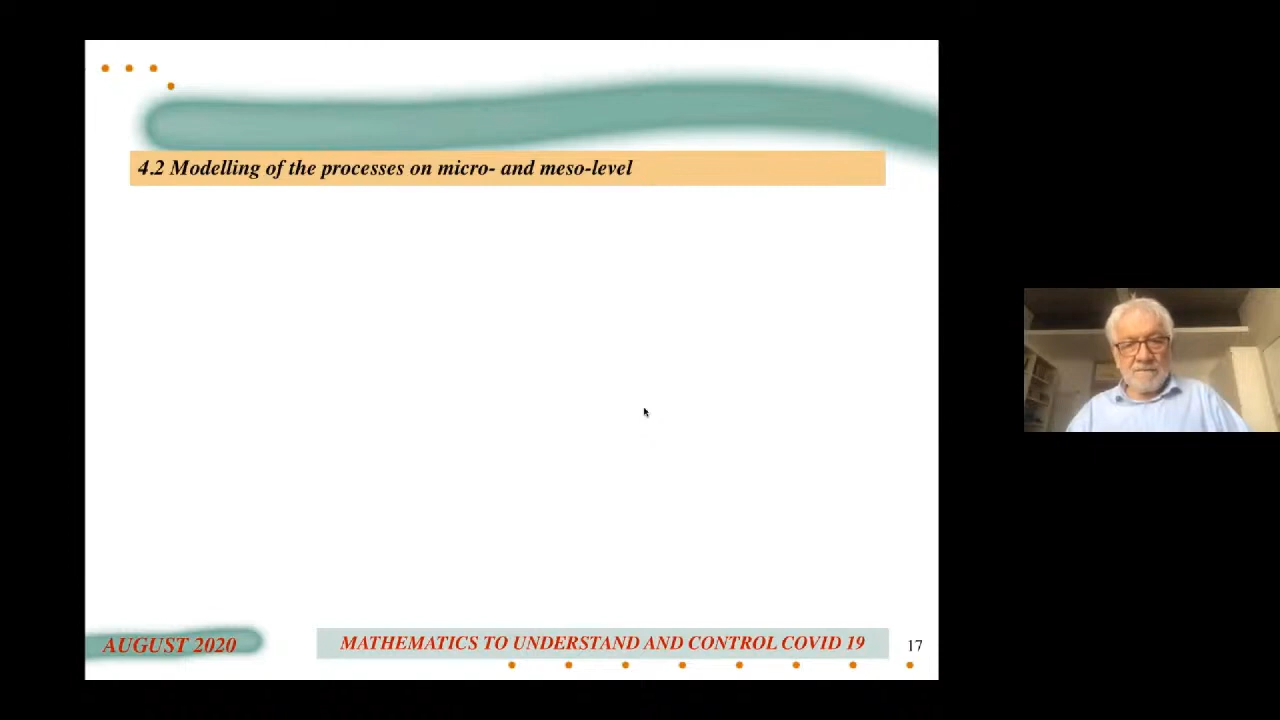 4.2 Modelling of the processes on micro- and meso-level
AUGUST 2020
MATHEMATICS TO UNDERSTAND AND CONTROL COVID 19
17